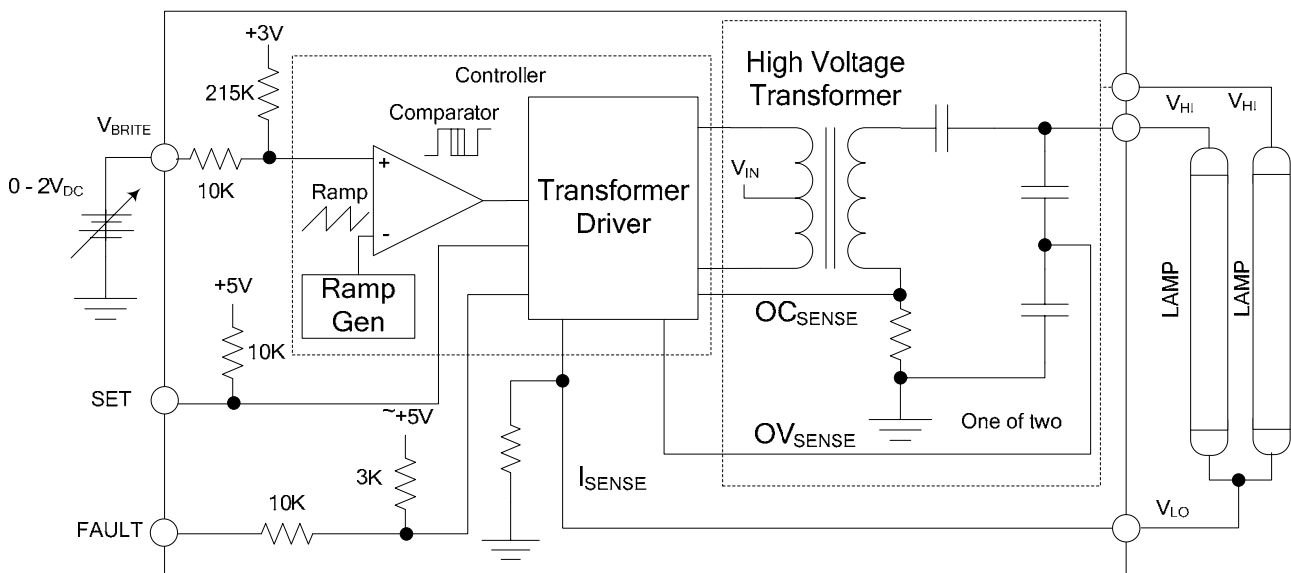 +3V
Controller
High Voltage
Transformer
215K
Comparator
V_HI
V_HI
V_BRITE
+
10K
0 - 2V_DC
Ramp
-
V_IN
Transformer
Driver
Ramp
Gen
+5V
10K
OC_SENSE
LAMP
LAMP
SET
~+5V
One of two
OV_SENSE
3K
I_SENSE
10K
FAULT
V_LO